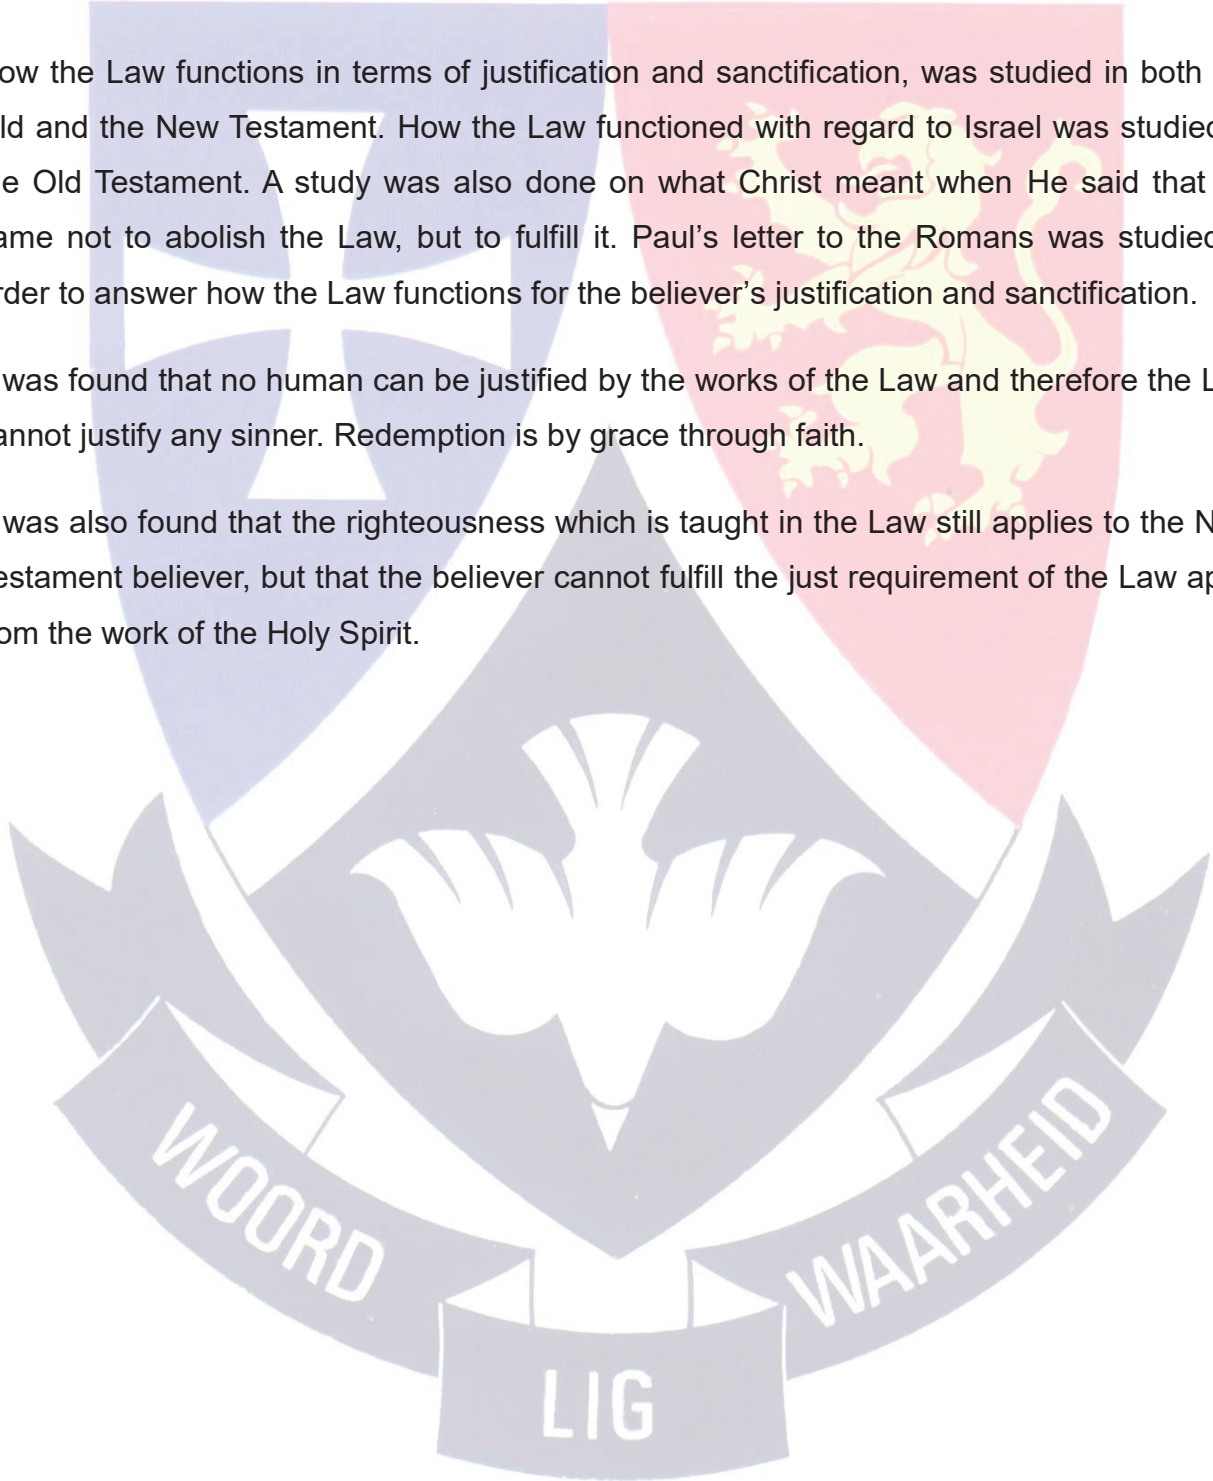 ow the Law functions in terms of justification and sanctification, was studied in both
ld and the New Testament. How the Law functioned with regard to Israel was studied
e Old Testament. A study was also done on what Christ meant when He said that
ame not to abolish the Law, but to fulfill it. Paul’s letter to the Romans was studied
rder to answer how the Law functions for the believer’s justification and sanctification.
was found that no human can be justified by the works of the Law and therefore the L
annot justify any sinner. Redemption is by grace through faith.
was also found that the righteousness which is taught in the Law still applies to the N
estament believer, but that the believer cannot fulfill the just requirement of the Law ap
om the work of the Holy Spirit.
WOORD
LIG
WAARHEID